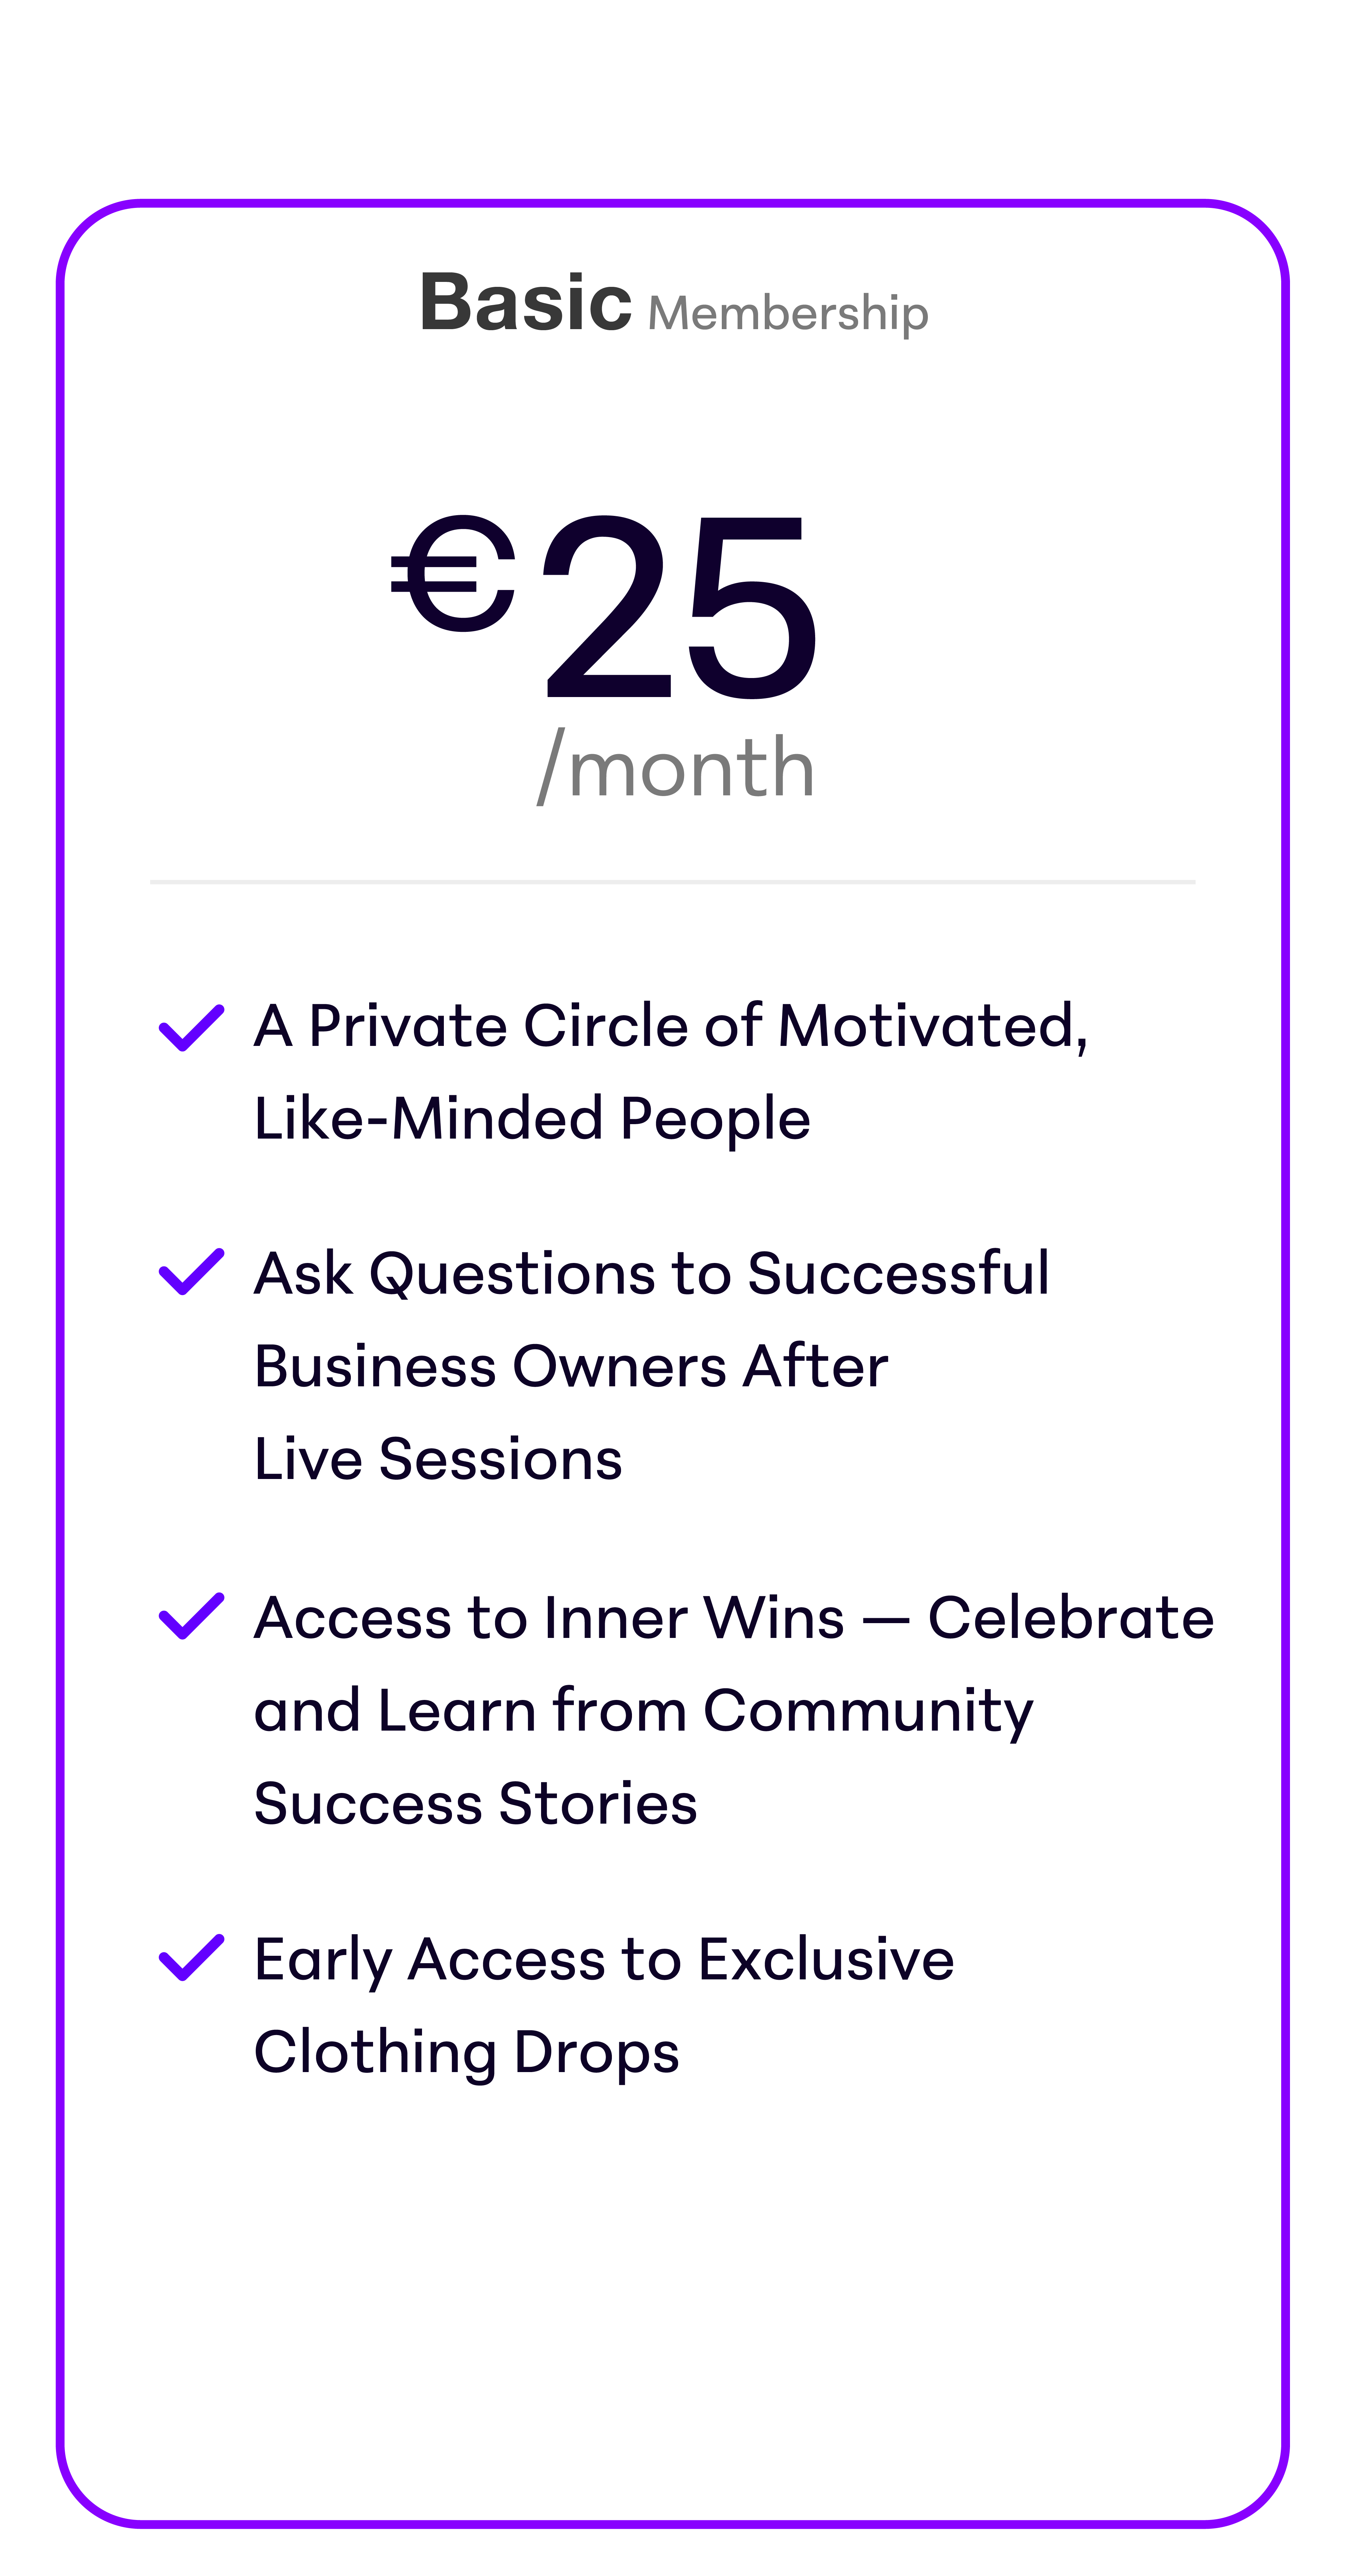 Basic Membership
€25
/month
A Private Circle of Motivated,
Like-Minded People
Ask Questions to Successful
Business Owners After
Live Sessions
Access to Inner Wins — Celebrate
and Learn from Community
Success Stories
Early Access to Exclusive
Clothing Drops